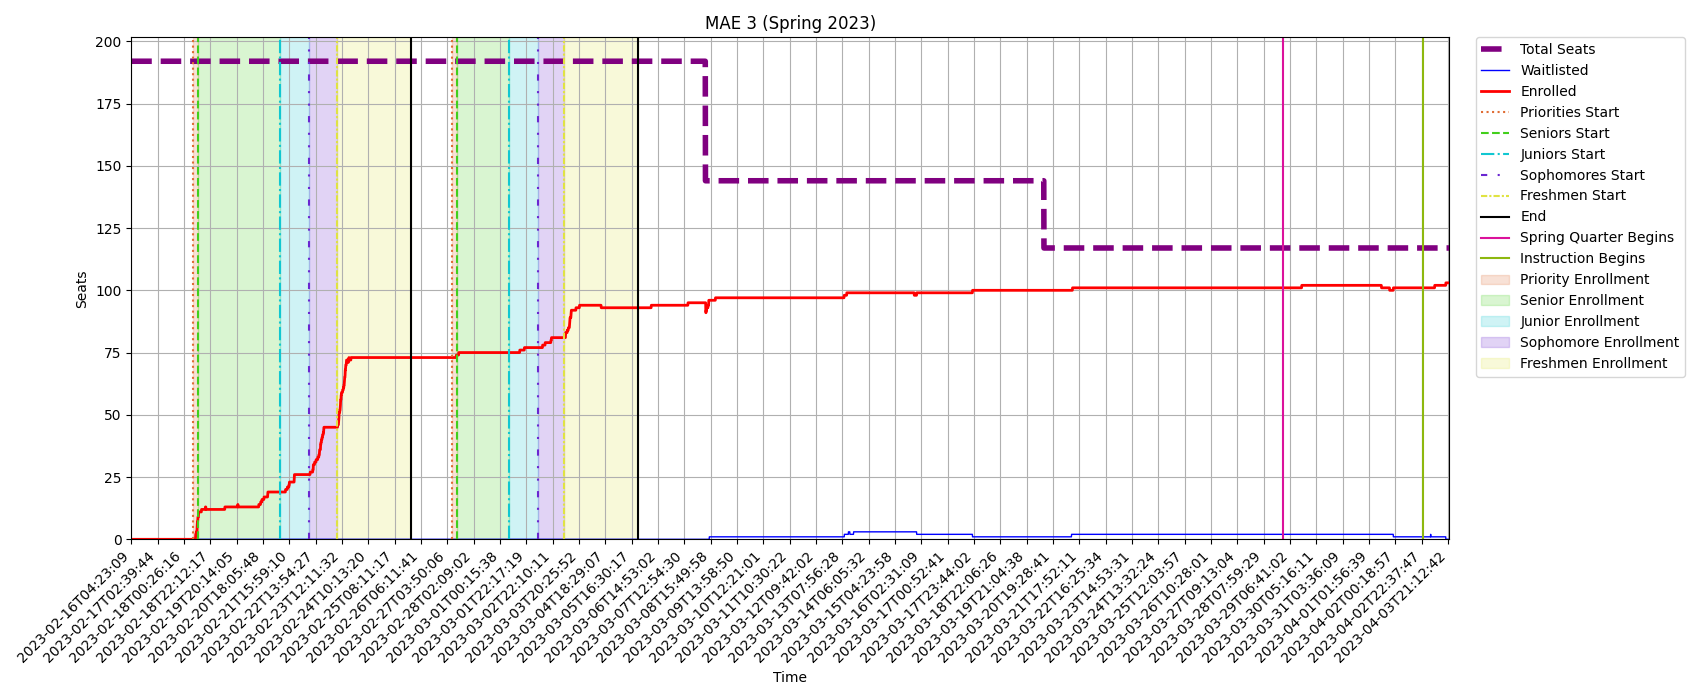 MAE 3 (Spring 2023)
200
175
150
125
100
75
50
25
0
Seats
2023-02-16T04:23:09
2023-02-17T02:39:44
2023-02-18T00:26:16
2023-02-18T22:12:17
2023-02-19T20:14:05
2023-02-20T18:05:48
2023-02-21T15:59:10
2023-02-22T13:54:27
2023-02-23T12:11:32
2023-02-24T10:13:20
2023-02-25T08:11:17
2023-02-26T06:11:41
2023-02-27T03:50:06
2023-02-28T02:09:02
2023-03-01T00:15:38
2023-03-01T22:17:19
2023-03-02T22:10:11
2023-03-03T20:25:52
2023-03-04T18:29:07
2023-03-05T16:30:17
2023-03-06T14:53:02
2023-03-07T12:54:30
2023-03-08T15:49:58
2023-03-09T13:58:50
2023-03-10T12:21:01
2023-03-11T10:30:22
2023-03-12T09:42:02
2023-03-13T07:56:28
2023-03-14T06:05:32
2023-03-15T04:23:58
2023-03-16T02:31:09
2023-03-17T00:52:41
2023-03-17T23:44:02
2023-03-18T22:06:26
2023-03-19T21:04:38
2023-03-20T19:28:41
2023-03-21T17:52:11
2023-03-22T16:25:34
2023-03-23T14:53:31
2023-03-24T13:32:24
2023-03-25T12:03:57
2023-03-26T10:28:01
2023-03-27T09:13:04
2023-03-28T07:59:29
2023-03-29T06:41:02
2023-03-30T05:16:11
2023-03-31T03:36:09
2023-04-01T01:56:39
2023-04-02T00:18:57
2023-04-02T22:37:47
2023-04-03T21:12:42
Time
Total Seats
Waitlisted
Enrolled
Priorities Start
Seniors Start
Juniors Start
Sophomores Start
Freshmen Start
End
Spring Quarter Begins
Instruction Begins
Priority Enrollment
Senior Enrollment
Junior Enrollment
Sophomore Enrollment
Freshmen Enrollment